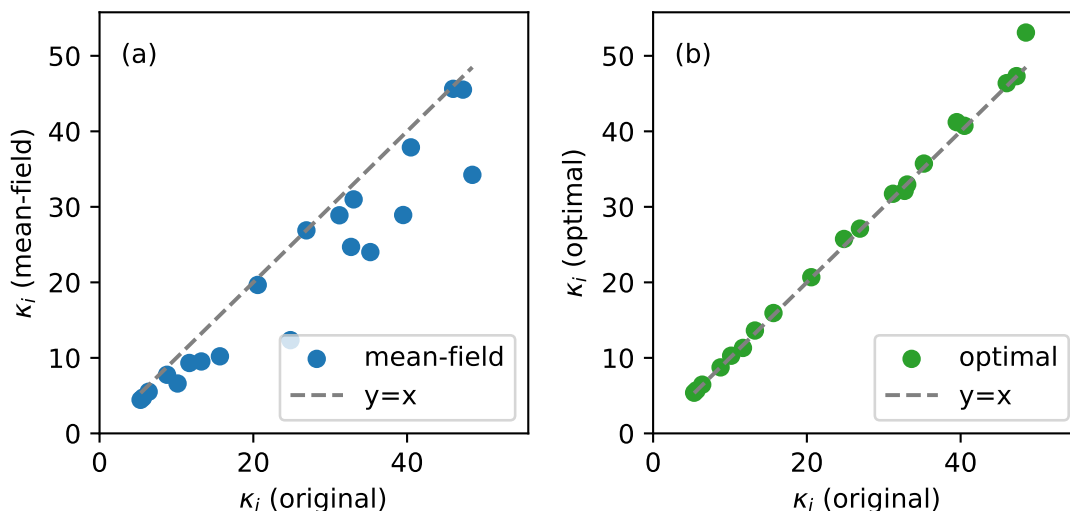 (a)
50
40
30
20
10
0
κᵢ (mean-field)
mean-field
y=x
0
20
40
κᵢ (original)
(b)
50
40
30
20
10
0
κᵢ (optimal)
optimal
y=x
0
20
40
κᵢ (original)